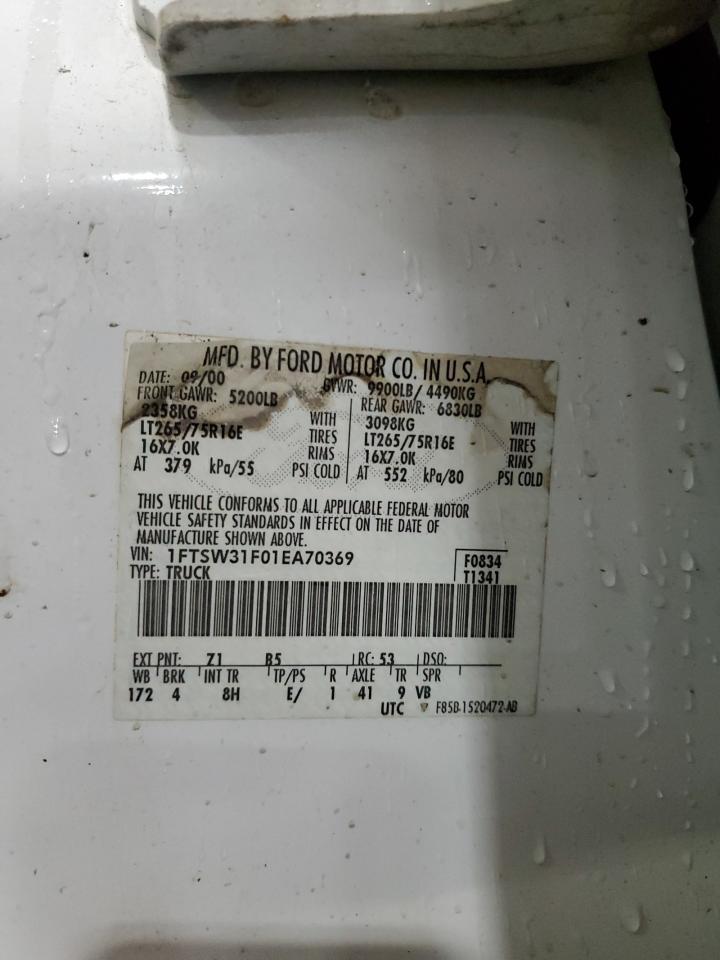 MFD. BY FORD MOTOR CO. IN U.S.A.
DATE: 09/00 GVWR: 9900LB/ 4490KG
FRONT GAWR: 5200LB REAR GAWR: 6830LB
2358KG WITH 3098KG WITH
LT265/75R16E TIRES LT265/75R16E TIRES
16X7.0K RIMS 16X7.0K RIMS
AT 379 kPa/55 PSI COLD AT 552 kPa/80 PSI COLD
THIS VEHICLE CONFORMS TO ALL APPLICABLE FEDERAL MOTOR
VEHICLE SAFETY STANDARDS IN EFFECT ON THE DATE OF
MANUFACTURE SHOWN ABOVE.
VIN: 1FTSW31F01EA70369 F0834
TYPE: TRUCK T1341
EXT PNT: Z1 B5 RC: 53 DSO:
WB BRK INT TR TP/PS R AXLE TR SPR
172 4 8H E/ 1 41 9 VB
UTC F85B-1520472-AB